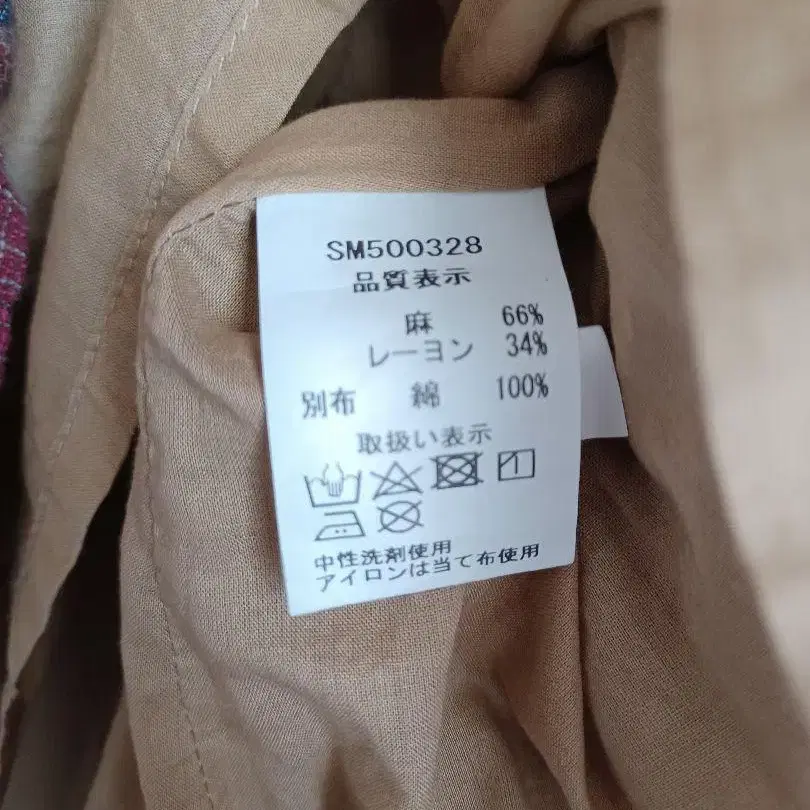 SM500328
品質表示
麻 66%
レーヨン 34%
別布 綿 100%
取扱い表示
中性洗剤使用
アイロンは当て布使用